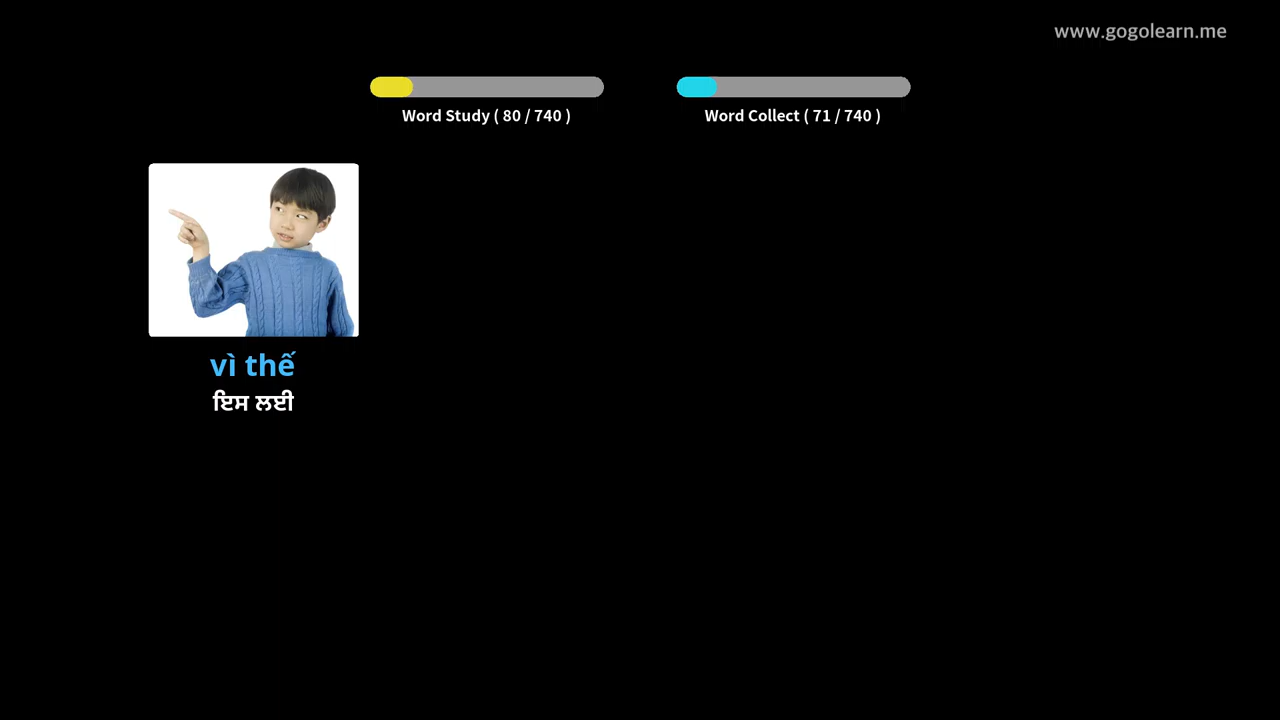 www.gogolearn.me
Word Study ( 80 / 740 )
Word Collect ( 71 / 740 )
vì thế
ਇਸ ਲਈ